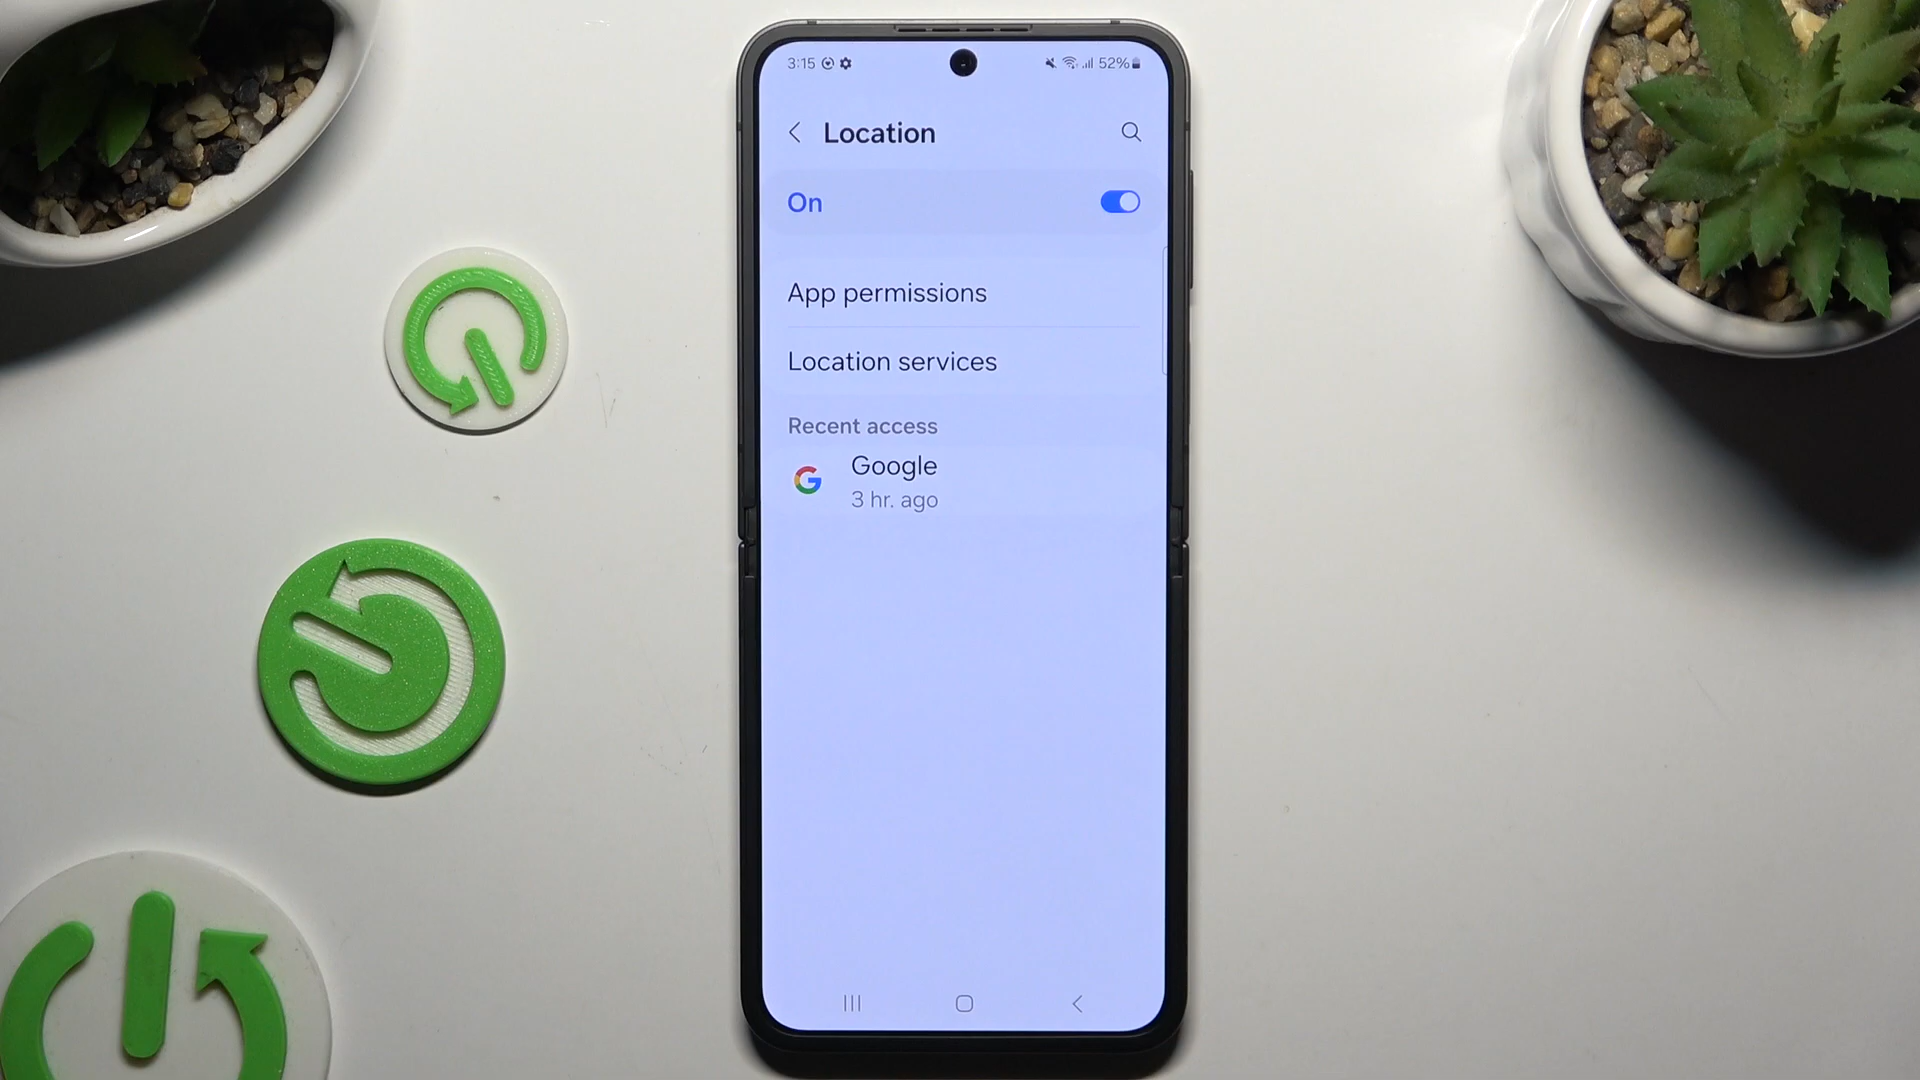 3:15 52%
Location
On
App permissions
Location services
Recent access
Google
3 hr. ago